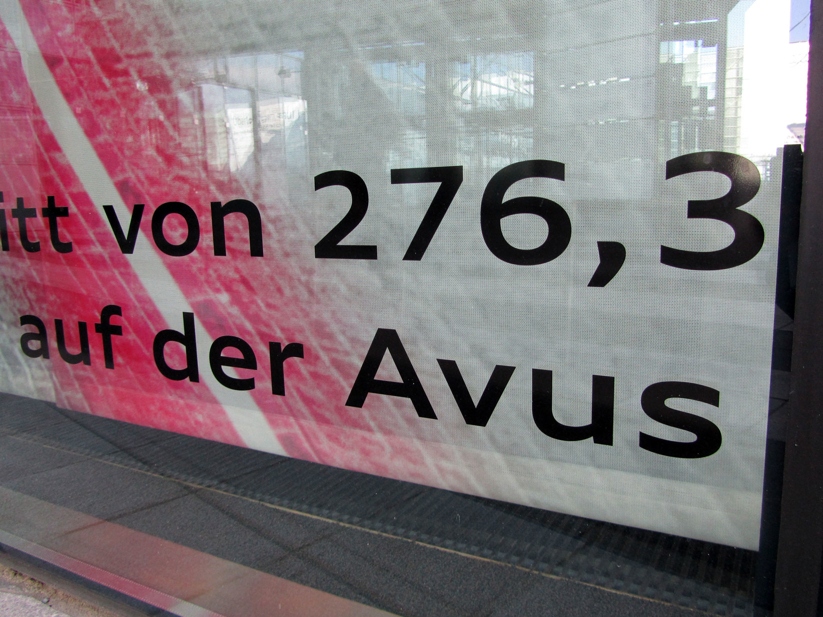 itt von 276,3
auf der Avus